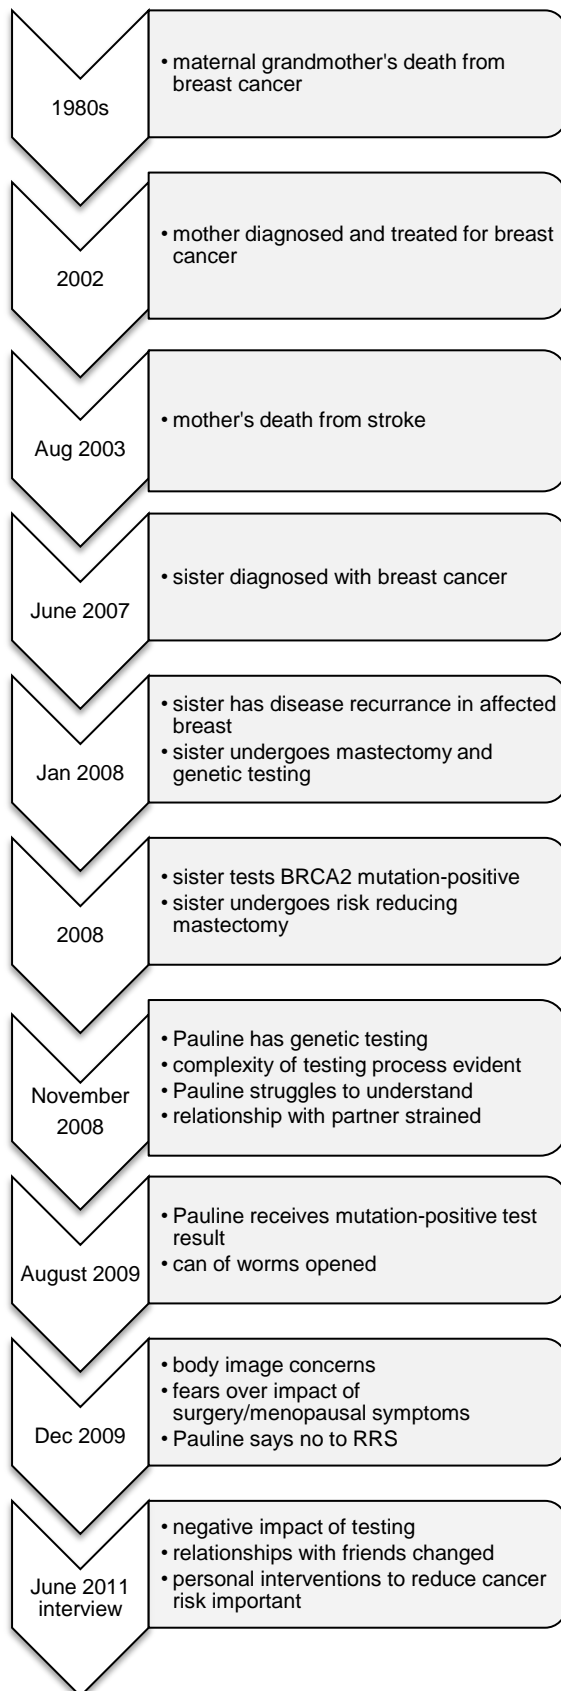 1980s
• maternal grandmother's death from
breast cancer
2002
• mother diagnosed and treated for breast
cancer
Aug 2003
• mother's death from stroke
June 2007
• sister diagnosed with breast cancer
Jan 2008
• sister has disease recurrance in affected
breast
• sister undergoes mastectomy and
genetic testing
2008
• sister tests BRCA2 mutation-positive
• sister undergoes risk reducing
mastectomy
November
2008
• Pauline has genetic testing
• complexity of testing process evident
• Pauline struggles to understand
• relationship with partner strained
August 2009
• Pauline receives mutation-positive test
result
• can of worms opened
Dec 2009
• body image concerns
• fears over impact of
surgery/menopausal symptoms
• Pauline says no to RRS
June 2011
interview
• negative impact of testing
• relationships with friends changed
• personal interventions to reduce cancer
risk important